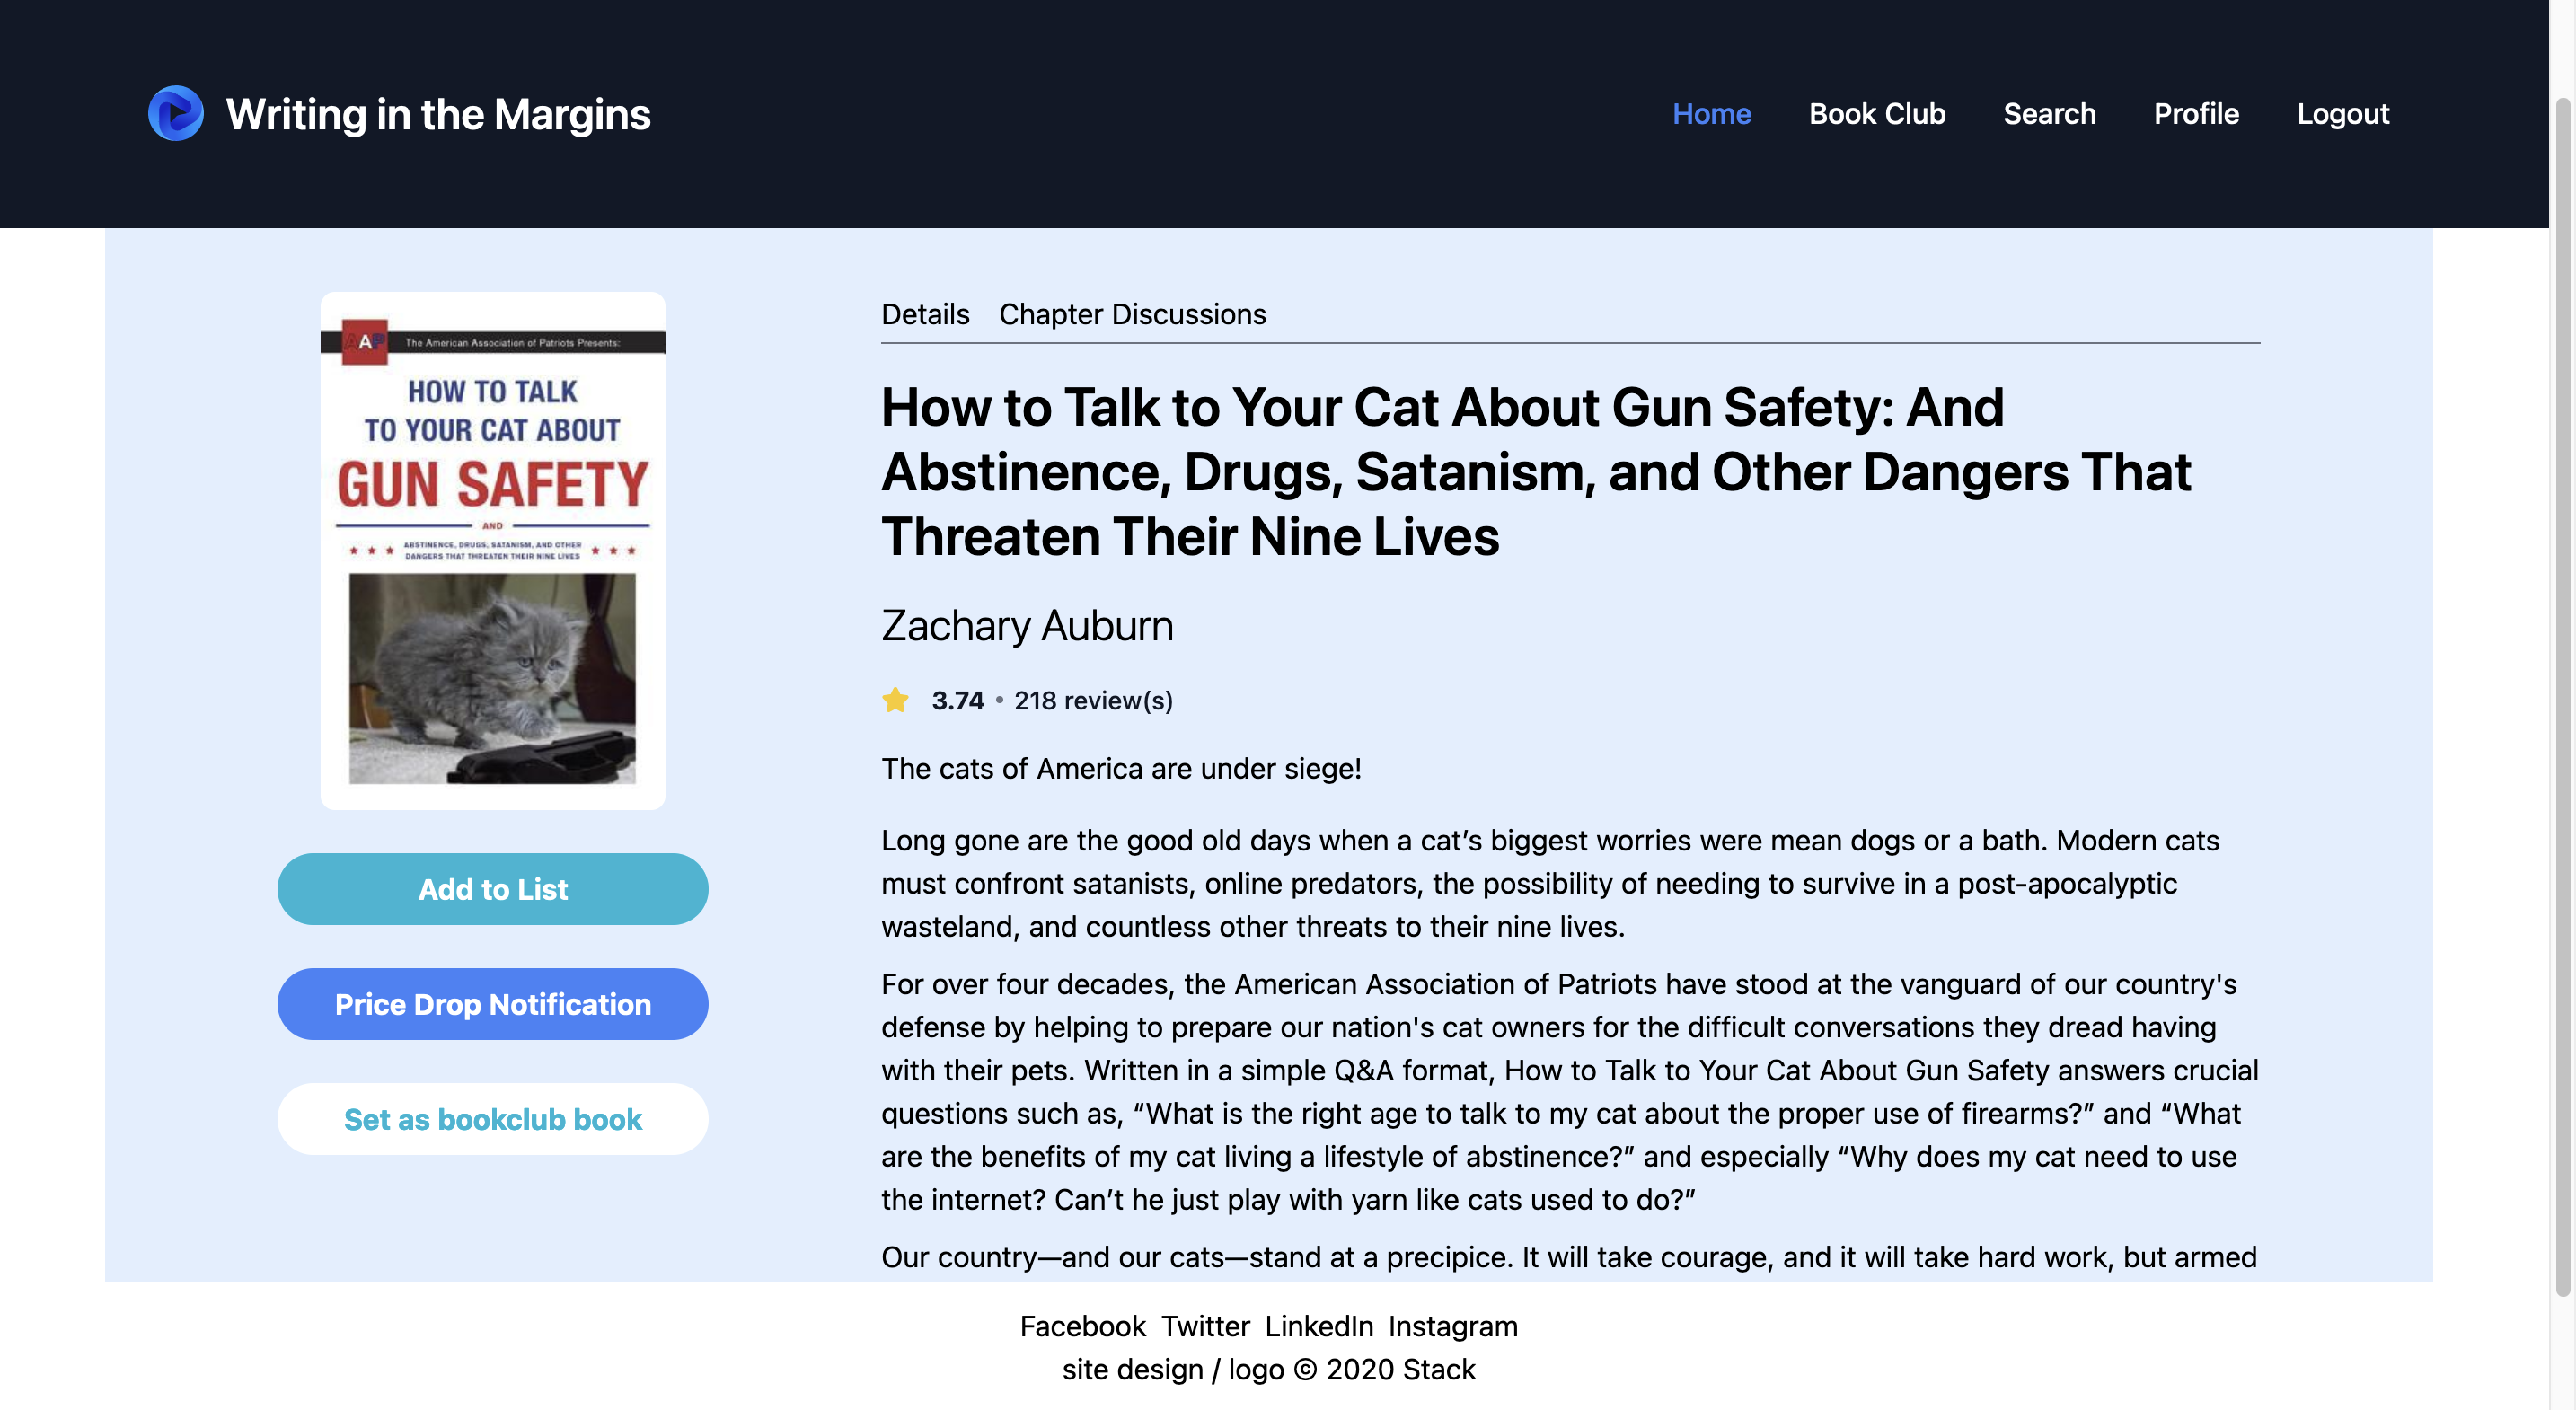 Writing in the Margins
Home Book Club Search Profile Logout
AAP The American Association of Patriots Presents:
HOW TO TALK
TO YOUR CAT ABOUT
GUN SAFETY
AND
ABSTINENCE, DRUGS, SATANISM, AND OTHER
DANGERS THAT THREATEN THEIR NINE LIVES
Add to List
Price Drop Notification
Set as bookclub book
Details Chapter Discussions
How to Talk to Your Cat About Gun Safety: And
Abstinence, Drugs, Satanism, and Other Dangers That
Threaten Their Nine Lives
Zachary Auburn
3.74 • 218 review(s)
The cats of America are under siege!
Long gone are the good old days when a cat’s biggest worries were mean dogs or a bath. Modern cats
must confront satanists, online predators, the possibility of needing to survive in a post-apocalyptic
wasteland, and countless other threats to their nine lives.
For over four decades, the American Association of Patriots have stood at the vanguard of our country's
defense by helping to prepare our nation's cat owners for the difficult conversations they dread having
with their pets. Written in a simple Q&A format, How to Talk to Your Cat About Gun Safety answers crucial
questions such as, “What is the right age to talk to my cat about the proper use of firearms?” and “What
are the benefits of my cat living a lifestyle of abstinence?” and especially “Why does my cat need to use
the internet? Can’t he just play with yarn like cats used to do?”
Our country—and our cats—stand at a precipice. It will take courage, and it will take hard work, but armed
Facebook Twitter LinkedIn Instagram
site design / logo © 2020 Stack